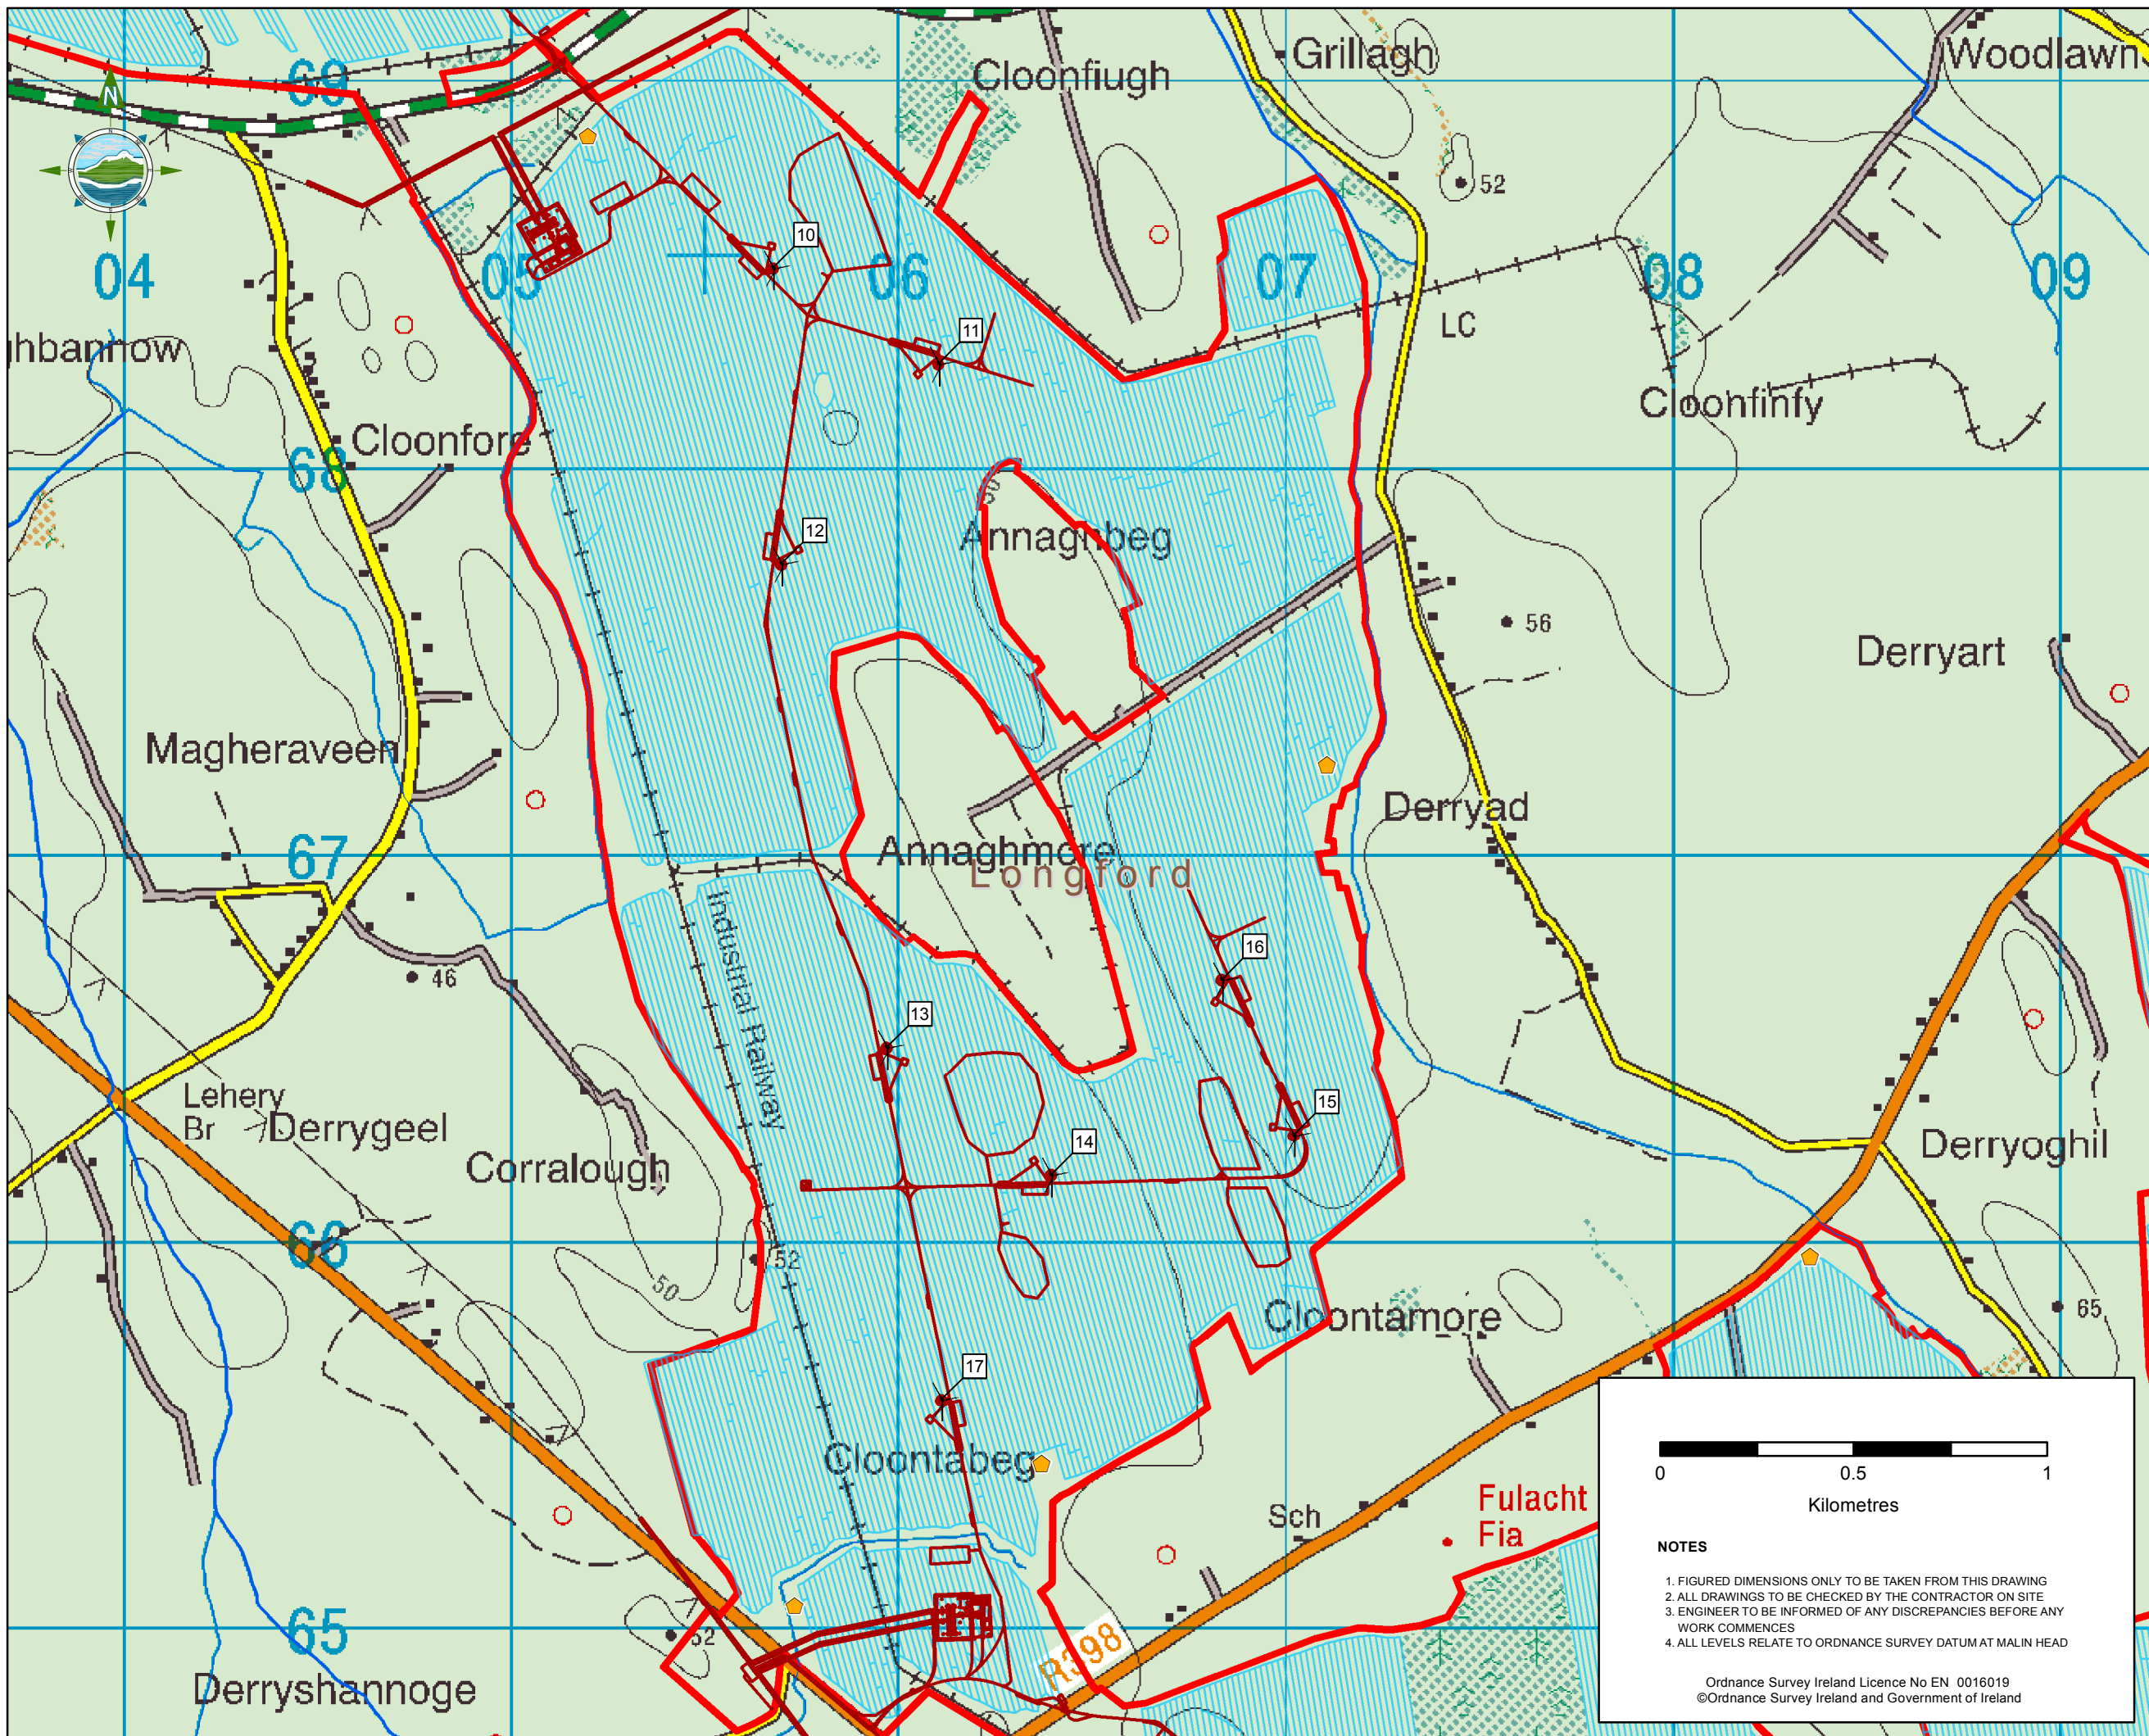 Cloonfiugh
Grillagh
Woodlawn
69
N
52
04
05
06
07
08
09
10
11
LC
hbannow
Cloonfore
Cloonfinfy
68
50
12
Annaghbeg
56
Derryart
Magheraveen
Derryad
67
Annaghmore
Longford
Industrial Railway
46
16
13
Lehery
Br
Derrygeel
15
14
Corralough
Derryoghil
66
52
50
Cloontamore
65
17
Cloontabeg
Sch
Fulacht
Fia
65
52
R398
Derryshannoge
0
0.5
1
Kilometres
NOTES
1. FIGURED DIMENSIONS ONLY TO BE TAKEN FROM THIS DRAWING
2. ALL DRAWINGS TO BE CHECKED BY THE CONTRACTOR ON SITE
3. ENGINEER TO BE INFORMED OF ANY DISCREPANCIES BEFORE ANY
WORK COMMENCES
4. ALL LEVELS RELATE TO ORDNANCE SURVEY DATUM AT MALIN HEAD
Ordnance Survey Ireland Licence No EN 0016019
©Ordnance Survey Ireland and Government of Ireland